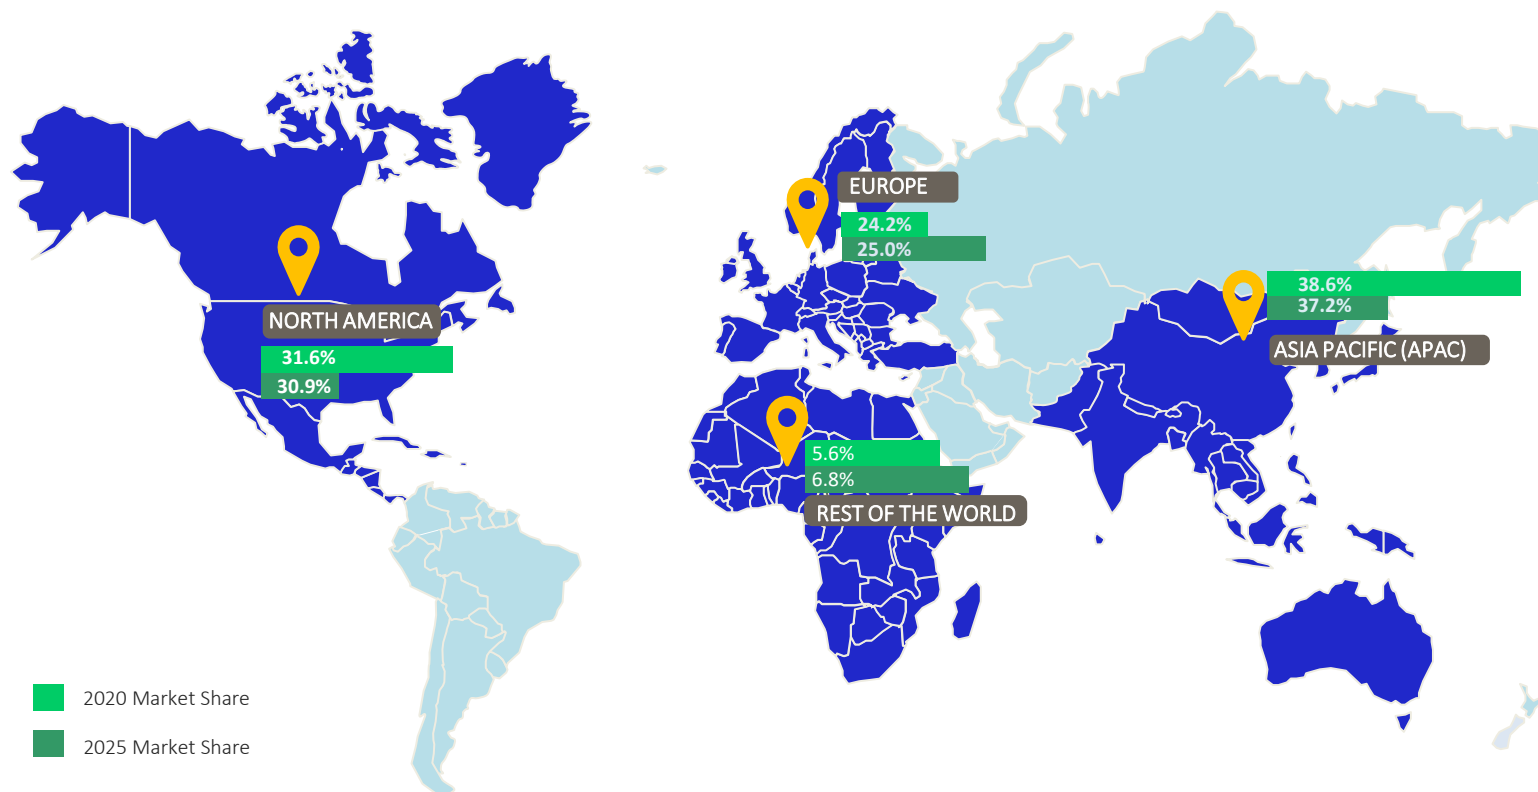 EUROPE
24.2%
25.0%
38.6%
37.2%
ASIA PACIFIC (APAC)
NORTH AMERICA
31.6%
30.9%
5.6%
6.8%
REST OF THE WORLD
2020 Market Share
2025 Market Share